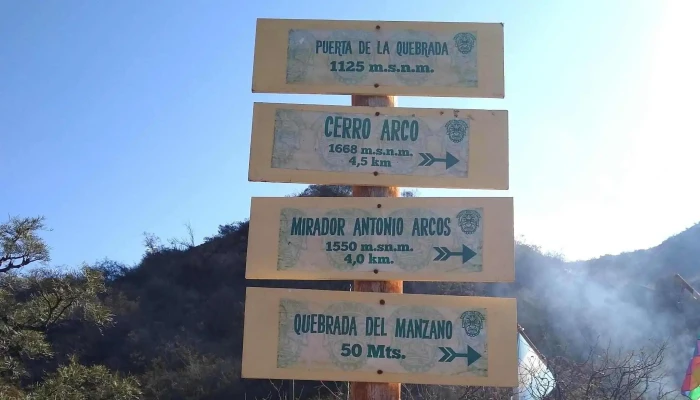 PUERTA DE LA QUEBRADA
1125 m.s.n.m.
CERRO ARCO
1668 m.s.n.m.
4,5 km
MIRADOR ANTONIO ARCOS
1550 m.sn.m.
4,0 km.
QUEBRADA DEL MANZANO
50 Mts.